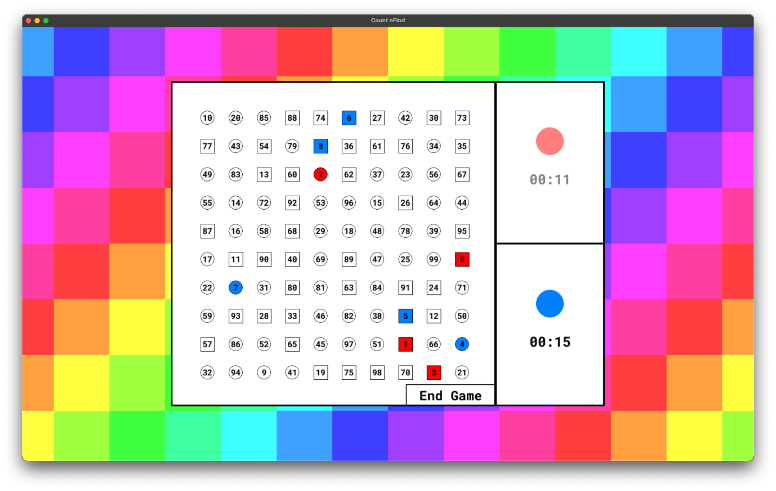 Count nFind
10 20 85 88 74 6 27 42 30 73
77 43 54 79 8 36 61 76 34 35
49 83 13 60 2 62 37 23 56 67
00:11
55 14 72 92 53 96 15 26 64 44
87 16 58 68 29 18 48 78 39 95
17 11 90 40 69 89 47 25 99 0
22 7 31 80 81 63 84 91 24 71
59 93 28 33 46 82 38 5 12 50
57 86 52 65 45 97 51 1 66 4
00:15
32 94 9 41 19 75 98 70 3 21
End Game